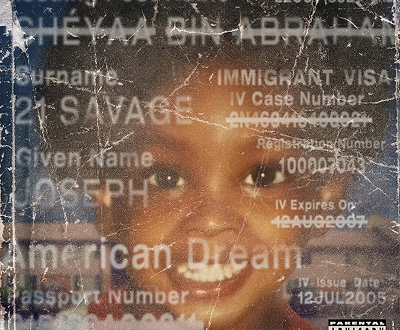 SHÉYAA BIN ABRAHAM
Surname
IMMIGRANT VISA
21 SAVAGE
IV Case Number
Registration Number
100007043
Given Name
JOSEPH
IV Expires On
12AUG2007
American Dream
IV Issue Date
12JUL2005
Passport Number
PARENTAL